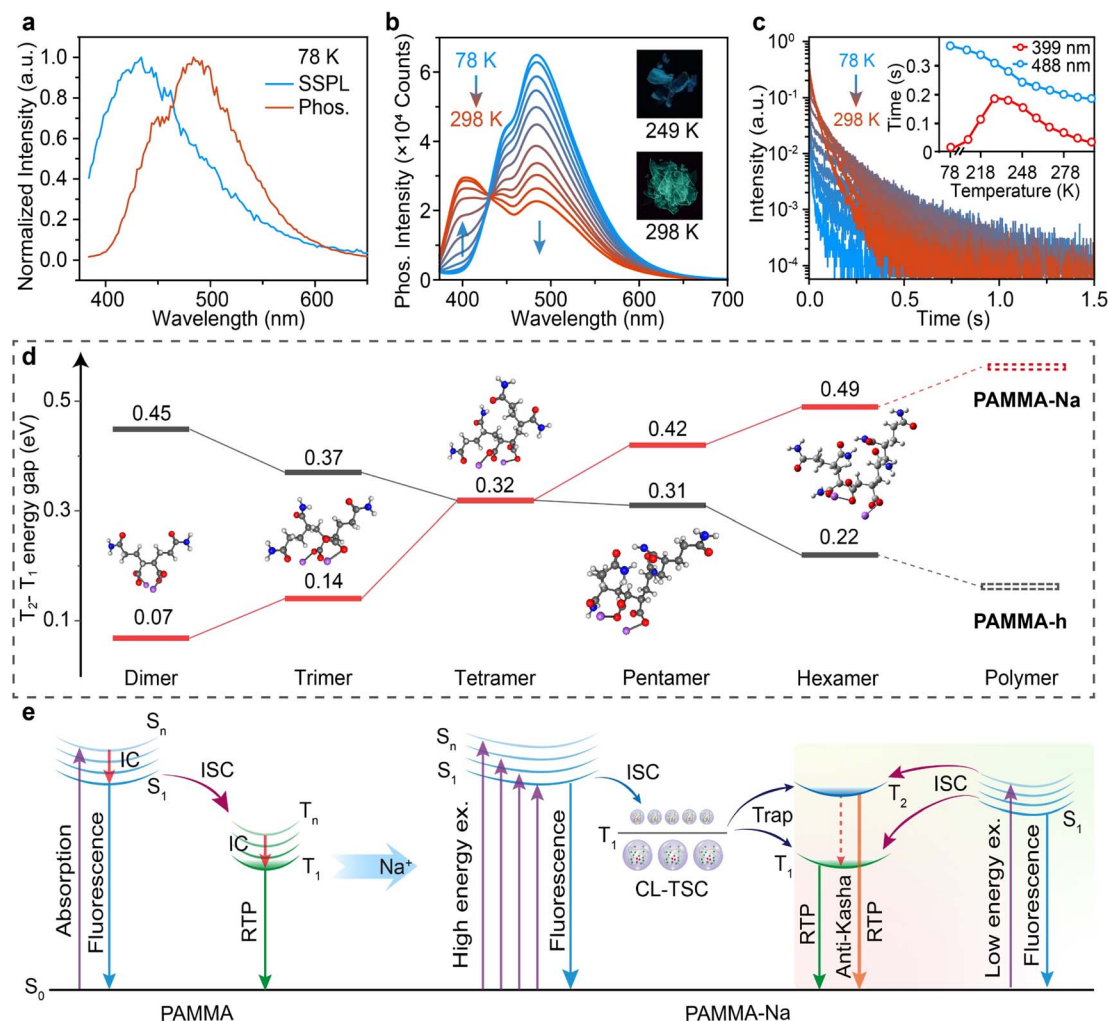 a
Normalized Intensity (a.u.)
1.0
0.8
0.6
0.4
0.2
0.0
78 K
SSPL
Phos.
400
500
600
Wavelength (nm)
b
Phos. Intensity (×10⁴ Counts)
6
4
2
0
78 K
298 K
249 K
298 K
400
450
500
550
600
650
700
Wavelength (nm)
c
Intensity (a.u.)
10⁰
10⁻¹
10⁻²
10⁻³
10⁻⁴
78 K
298 K
Time (s)
0.3
0.0
399 nm
488 nm
78
218
248
278
Temperature (K)
0.0
0.5
1.0
1.5
Time (s)
d
T₂- T₁ energy gap (eV)
0.5
0.3
0.1
0.45
0.37
0.32
0.31
0.22
0.07
0.14
0.42
0.49
PAMMA-Na
PAMMA-h
Dimer
Trimer
Tetramer
Pentamer
Hexamer
Polymer
e
Sₙ
IC
S₁
ISC
Tₙ
IC
T₁
Absorption
Fluorescence
RTP
Na⁺
Sₙ
S₁
ISC
High energy ex.
Fluorescence
T₁
CL-TSC
Trap
T₂
T₁
ISC
S₁
RTP
Anti-Kasha
RTP
Low energy ex.
Fluorescence
S₀
PAMMA
PAMMA-Na